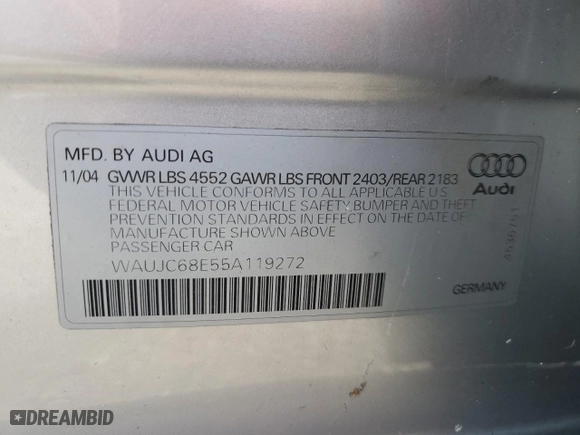 MFD. BY AUDI AG
11/04 GVWR LBS 4552 GAWR LBS FRONT 2403/REAR 2183
THIS VEHICLE CONFORMS TO ALL APPLICABLE U.S.
FEDERAL MOTOR VEHICLE SAFETY, BUMPER AND THEFT
PREVENTION STANDARDS IN EFFECT ON THE DATE OF
MANUFACTURE SHOWN ABOVE
PASSENGER CAR
WAUJC68E55A119272
Audi
GERMANY
DREAMBID